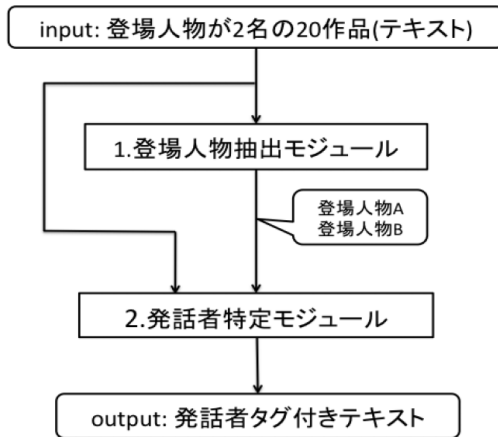 input: 登場人物が2名の20作品(テキスト)
1.登場人物抽出モジュール
登場人物A
登場人物B
2.発話者特定モジュール
output: 発話者タグ付きテキスト